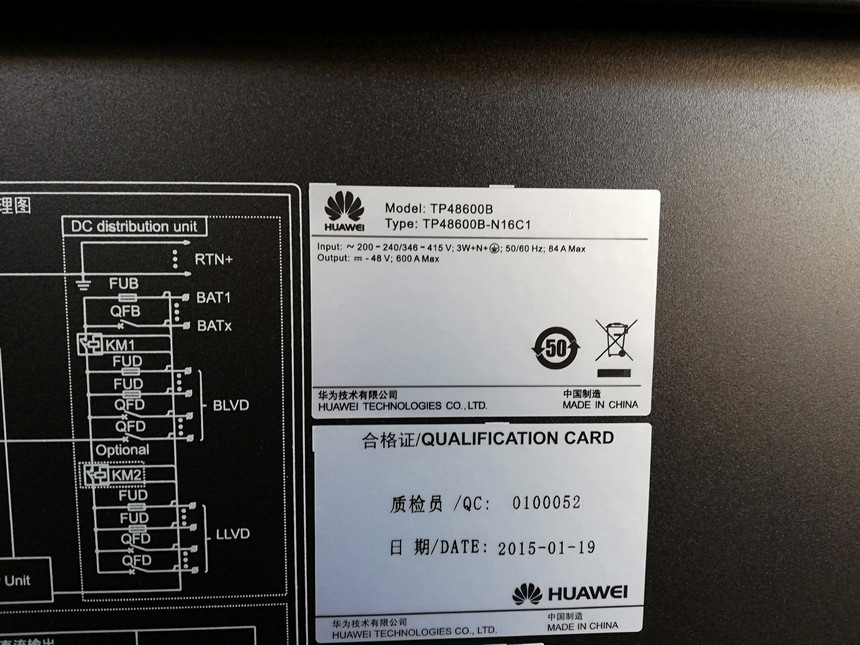 理图
DC distribution unit
RTN+
FUB
BAT1
QFB
BATx
KM1
FUD
FUD
QFD
BLVD
QFD
Optional
KM2
FUD
FUD
QFD
LLVD
QFD
Unit
直流输出
HUAWEI
Model: TP48600B
Type: TP48600B-N16C1
Input: ~ 200 - 240/346 - 415 V; 3W+N+⏚; 50/60 Hz; 84 A Max
Output: ⎓ - 48 V; 600 A Max
50
华为技术有限公司 中国制造
HUAWEI TECHNOLOGIES CO., LTD. MADE IN CHINA
合格证/QUALIFICATION CARD
质检员 /QC: 0100052
日 期/DATE: 2015-01-19
HUAWEI
华为技术有限公司 中国制造
HUAWEI TECHNOLOGIES CO., LTD. MADE IN CHINA